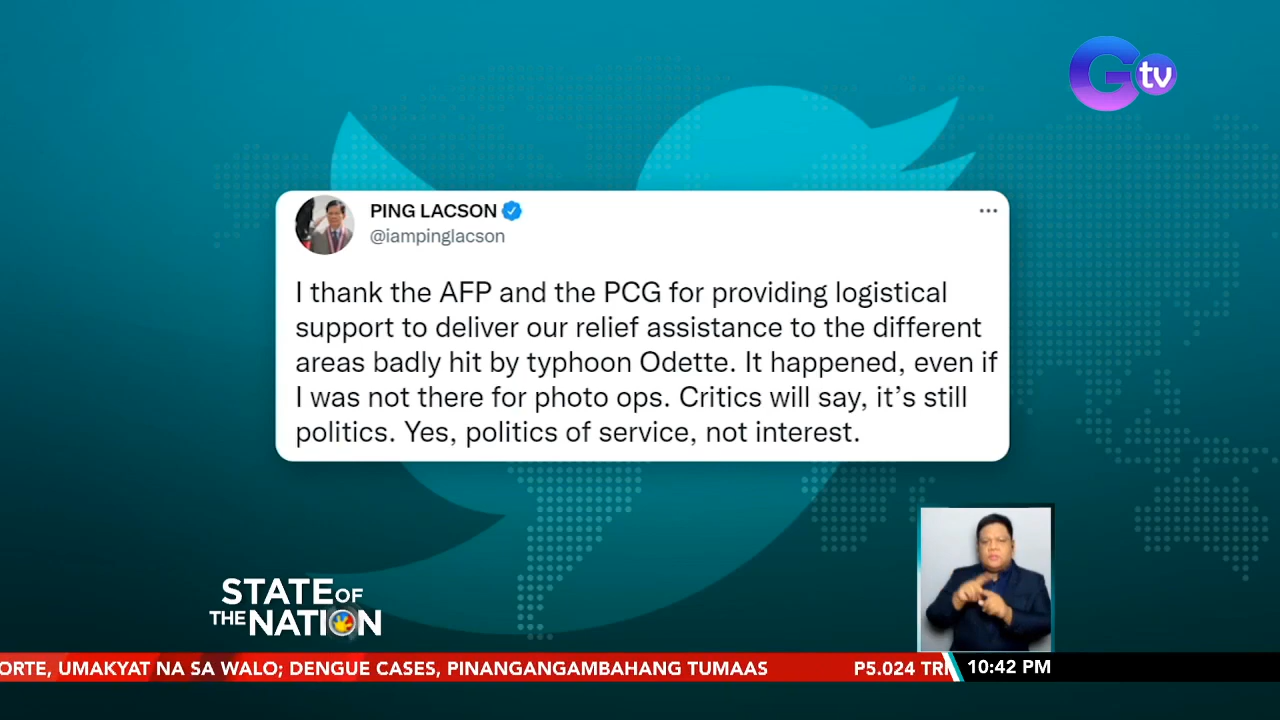 Gtv
PING LACSON
@iampinglacson
I thank the AFP and the PCG for providing logistical
support to deliver our relief assistance to the different
areas badly hit by typhoon Odette. It happened, even if
I was not there for photo ops. Critics will say, it’s still
politics. Yes, politics of service, not interest.
STATE OF
THE NATION
ORTE, UMAKYAT NA SA WALO; DENGUE CASES, PINANGANGAMBAHANG TUMAAS P5.024 TRI 10:42 PM